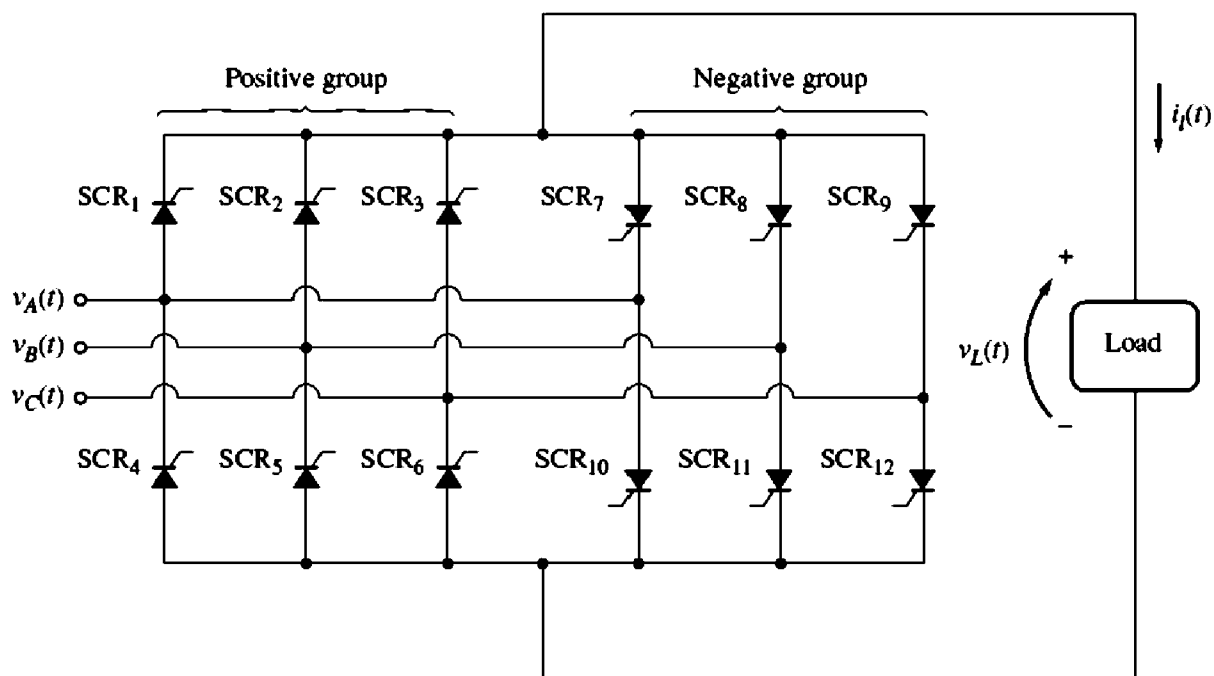 Positive group
Negative group
i_l(t)
SCR₁ SCR₂ SCR₃ SCR₇ SCR₈ SCR₉
v_A(t)
v_B(t)
v_C(t)
+
v_L(t)
Load
−
SCR₄ SCR₅ SCR₆ SCR₁₀ SCR₁₁ SCR₁₂